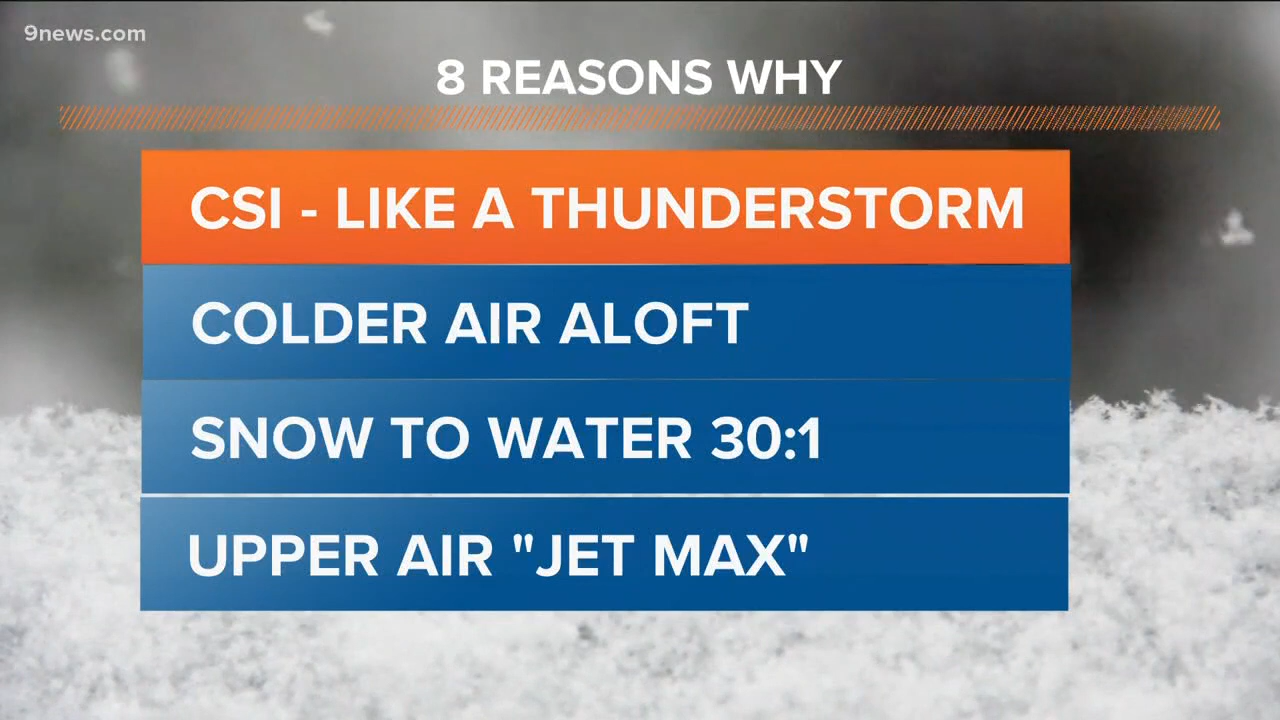 9news.com
8 REASONS WHY
CSI - LIKE A THUNDERSTORM
COLDER AIR ALOFT
SNOW TO WATER 30:1
UPPER AIR "JET MAX"